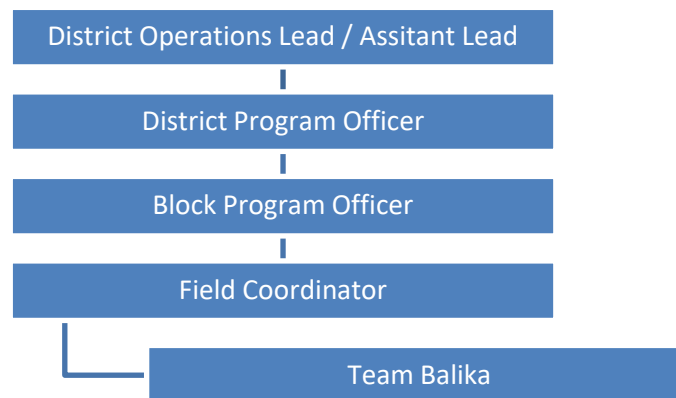 District Operations Lead / Assitant Lead
District Program Officer
Block Program Officer
Field Coordinator
Team Balika